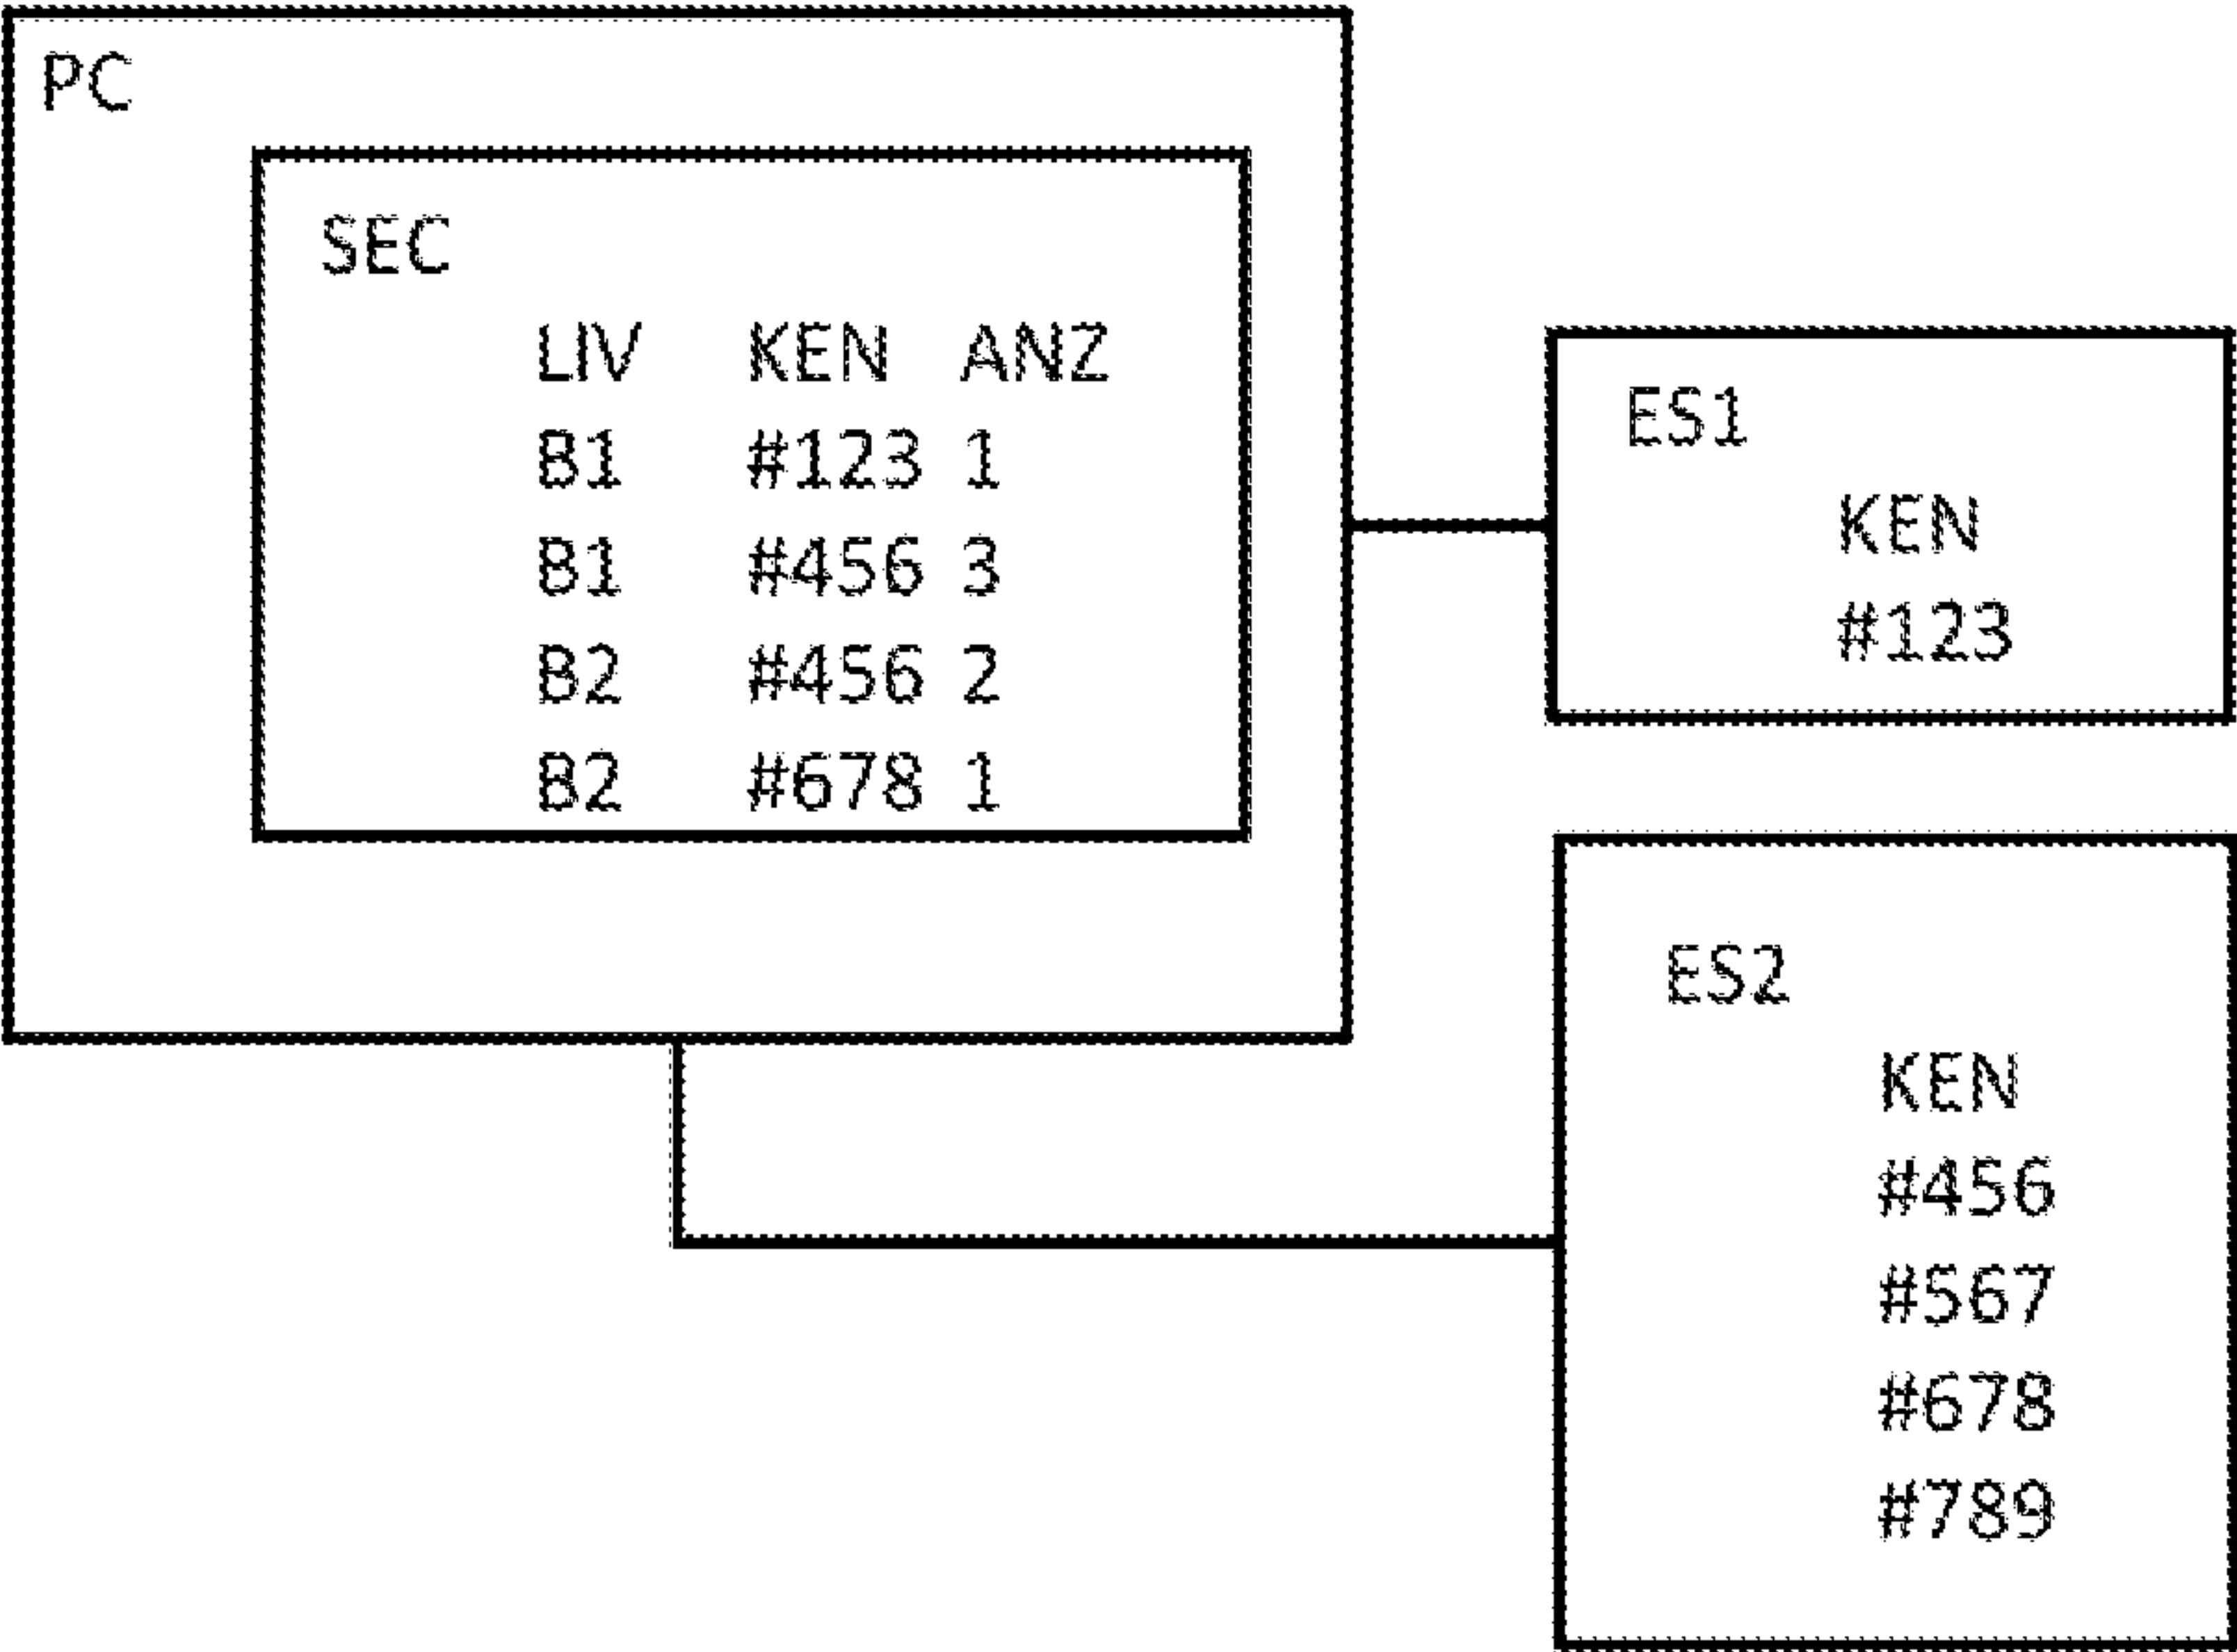 PC
SEC
LIV KEN ANZ
B1 #123 1
B1 #456 3
B2 #456 2
B2 #678 1
ES1
KEN
#123
ES2
KEN
#456
#567
#678
#789